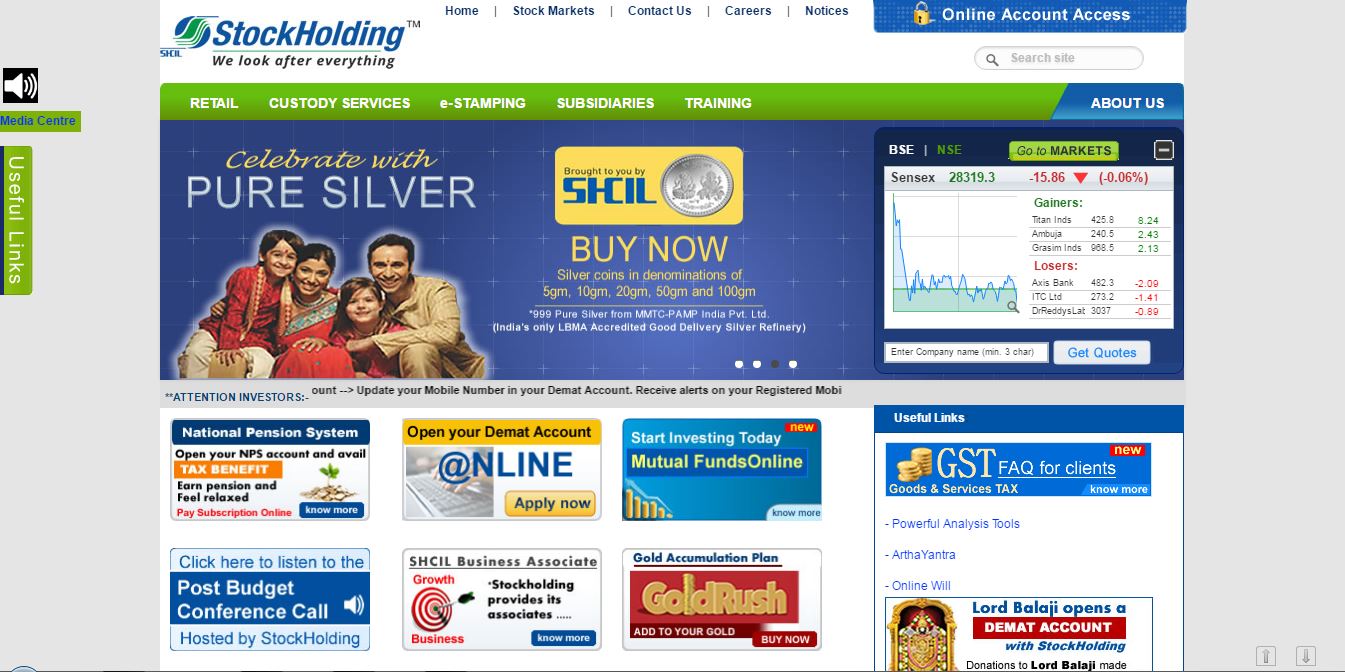 Home | Stock Markets | Contact Us | Careers | Notices
Online Account Access
StockHolding™
SHCIL
We look after everything
Search site
Media Centre
Useful Links
RETAIL CUSTODY SERVICES e-STAMPING SUBSIDIARIES TRAINING ABOUT US
Celebrate with
PURE SILVER
Brought to you by
SHCIL
BUY NOW
Silver coins in denominations of
5gm, 10gm, 20gm, 50gm and 100gm
*999 Pure Silver from MMTC-PAMP India Pvt. Ltd.
(India's only LBMA Accredited Good Delivery Silver Refinery)
BSE | NSE Go to MARKETS
Sensex 28319.3 -15.86 (-0.06%)
Gainers:
Titan Inds 425.8 8.24
Ambuja 240.5 2.43
Grasim Inds 968.5 2.13
Losers:
Axis Bank 482.3 -2.09
ITC Ltd 273.2 -1.41
DrReddysLab 3037 -0.89
Enter Company name (min. 3 char) Get Quotes
**ATTENTION INVESTORS:- ount --> Update your Mobile Number in your Demat Account. Receive alerts on your Registered Mobi
National Pension System
Open your NPS account and avail
TAX BENEFIT
Earn pension and
Feel relaxed
Pay Subscription Online know more
Open your Demat Account
@NLINE
Apply now
new
Start Investing Today
Mutual FundsOnline
know more
Click here to listen to the
Post Budget
Conference Call
Hosted by StockHolding
SHCIL Business Associate
Growth
*Stockholding
provides its
associates .....
Business know more
Gold Accumulation Plan
GoldRush
ADD TO YOUR GOLD
BUY NOW
Useful Links
new
GST FAQ for clients
Goods & Services TAX know more
- Powerful Analysis Tools
- ArthaYantra
- Online Will
Lord Balaji opens a
DEMAT ACCOUNT
with StockHolding
Donations to Lord Balaji made